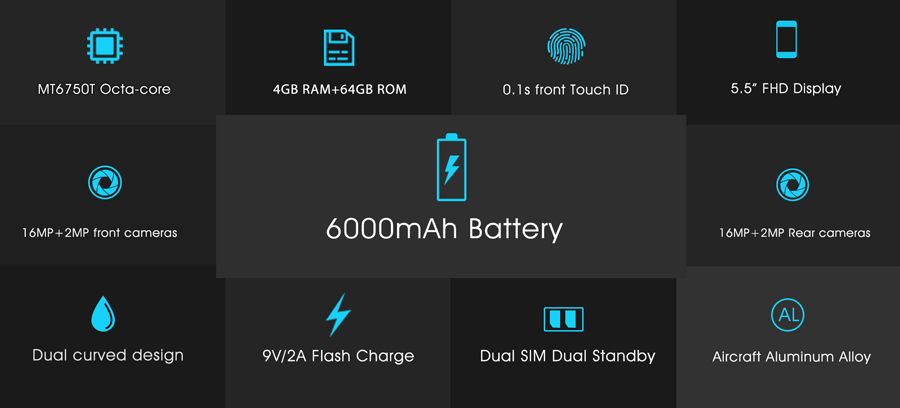 MT6750T Octa-core
4GB RAM+64GB ROM
0.1s front Touch ID
5.5” FHD Display
16MP+2MP front cameras
6000mAh Battery
16MP+2MP Rear cameras
Dual curved design
9V/2A Flash Charge
Dual SIM Dual Standby
AL
Aircraft Aluminum Alloy